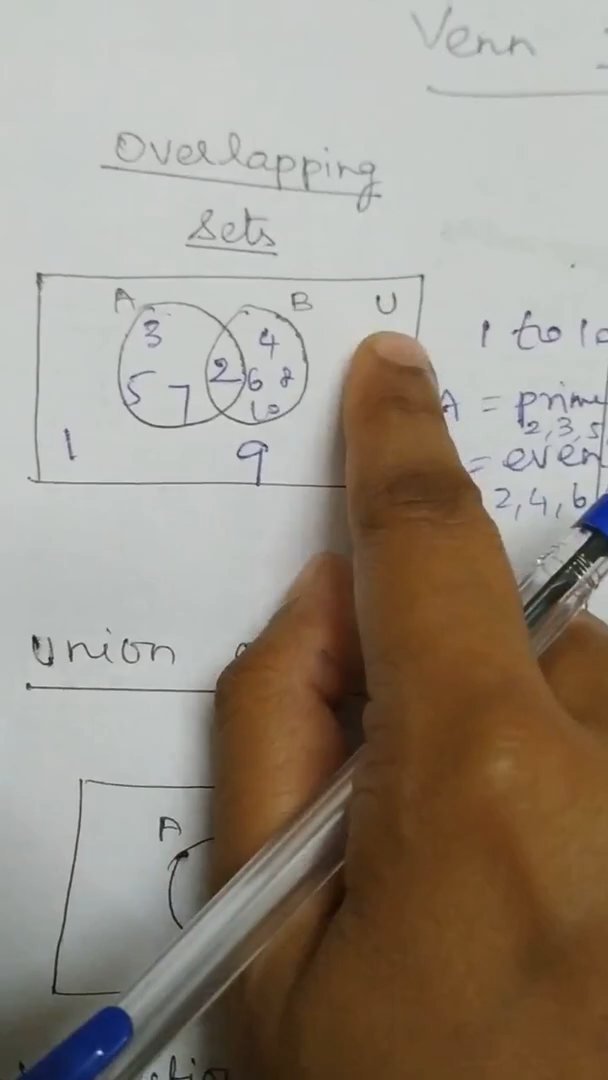 Venn
Overlapping
Sets
A B U
3 4
5 7 2 6 8
10
1 9
1 to 10
A = prime
2, 3, 5
= even
2, 4, 6
Union
A